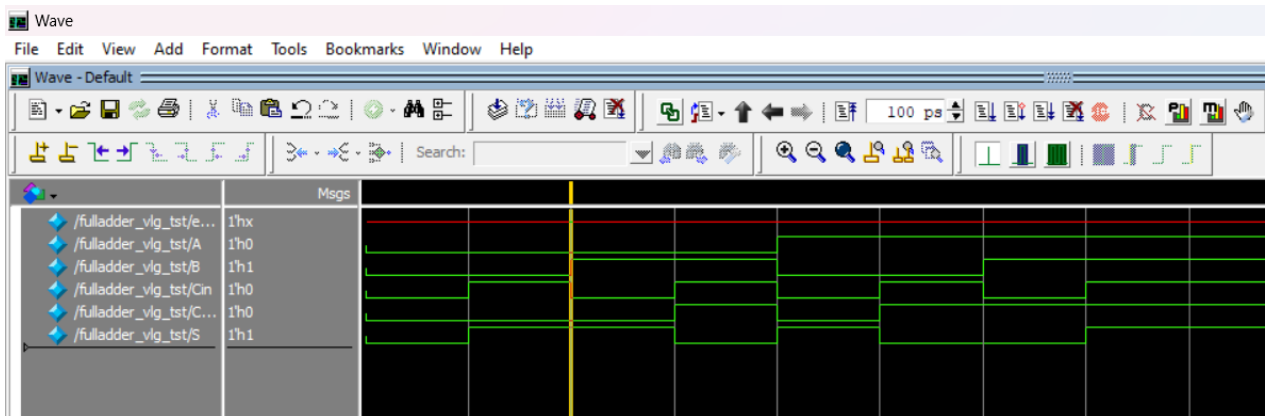 Wave
File Edit View Add Format Tools Bookmarks Window Help
Wave - Default
100 ps
Search:
Msgs
/fulladder_vlg_tst/e... 1'hx
/fulladder_vlg_tst/A 1'h0
/fulladder_vlg_tst/B 1'h1
/fulladder_vlg_tst/Cin 1'h0
/fulladder_vlg_tst/C... 1'h0
/fulladder_vlg_tst/S 1'h1